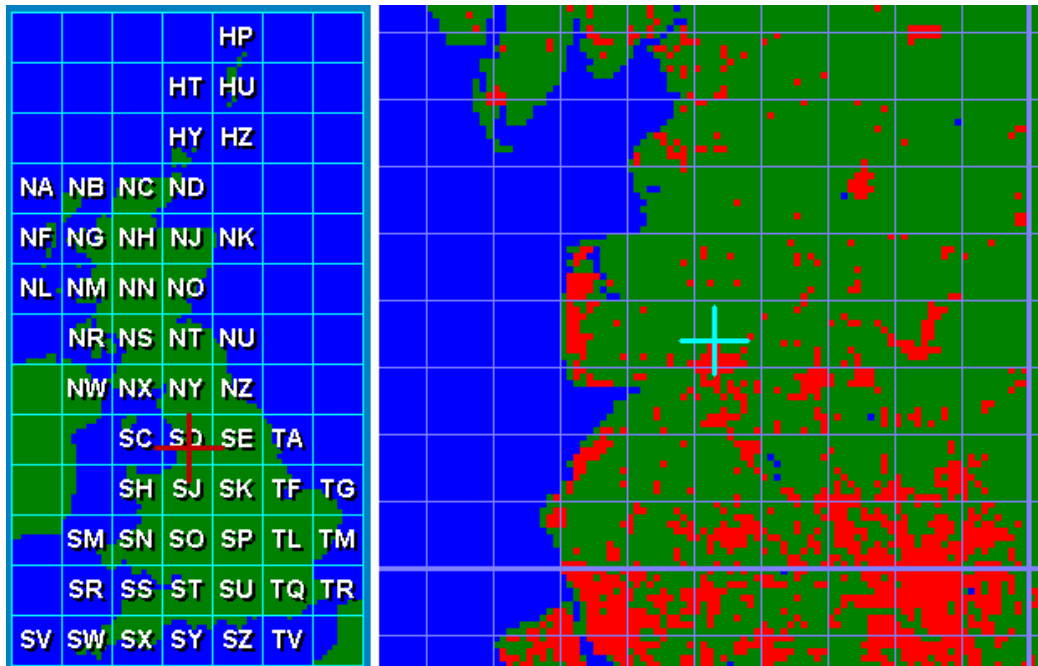 HP
HT HU
HY HZ
NA NB NC ND
NF NG NH NJ NK
NL NM NN NO
NR NS NT NU
NW NX NY NZ
SC SD SE TA
SH SJ SK TF TG
SM SN SO SP TL TM
SR SS ST SU TQ TR
SV SW SX SY SZ TV